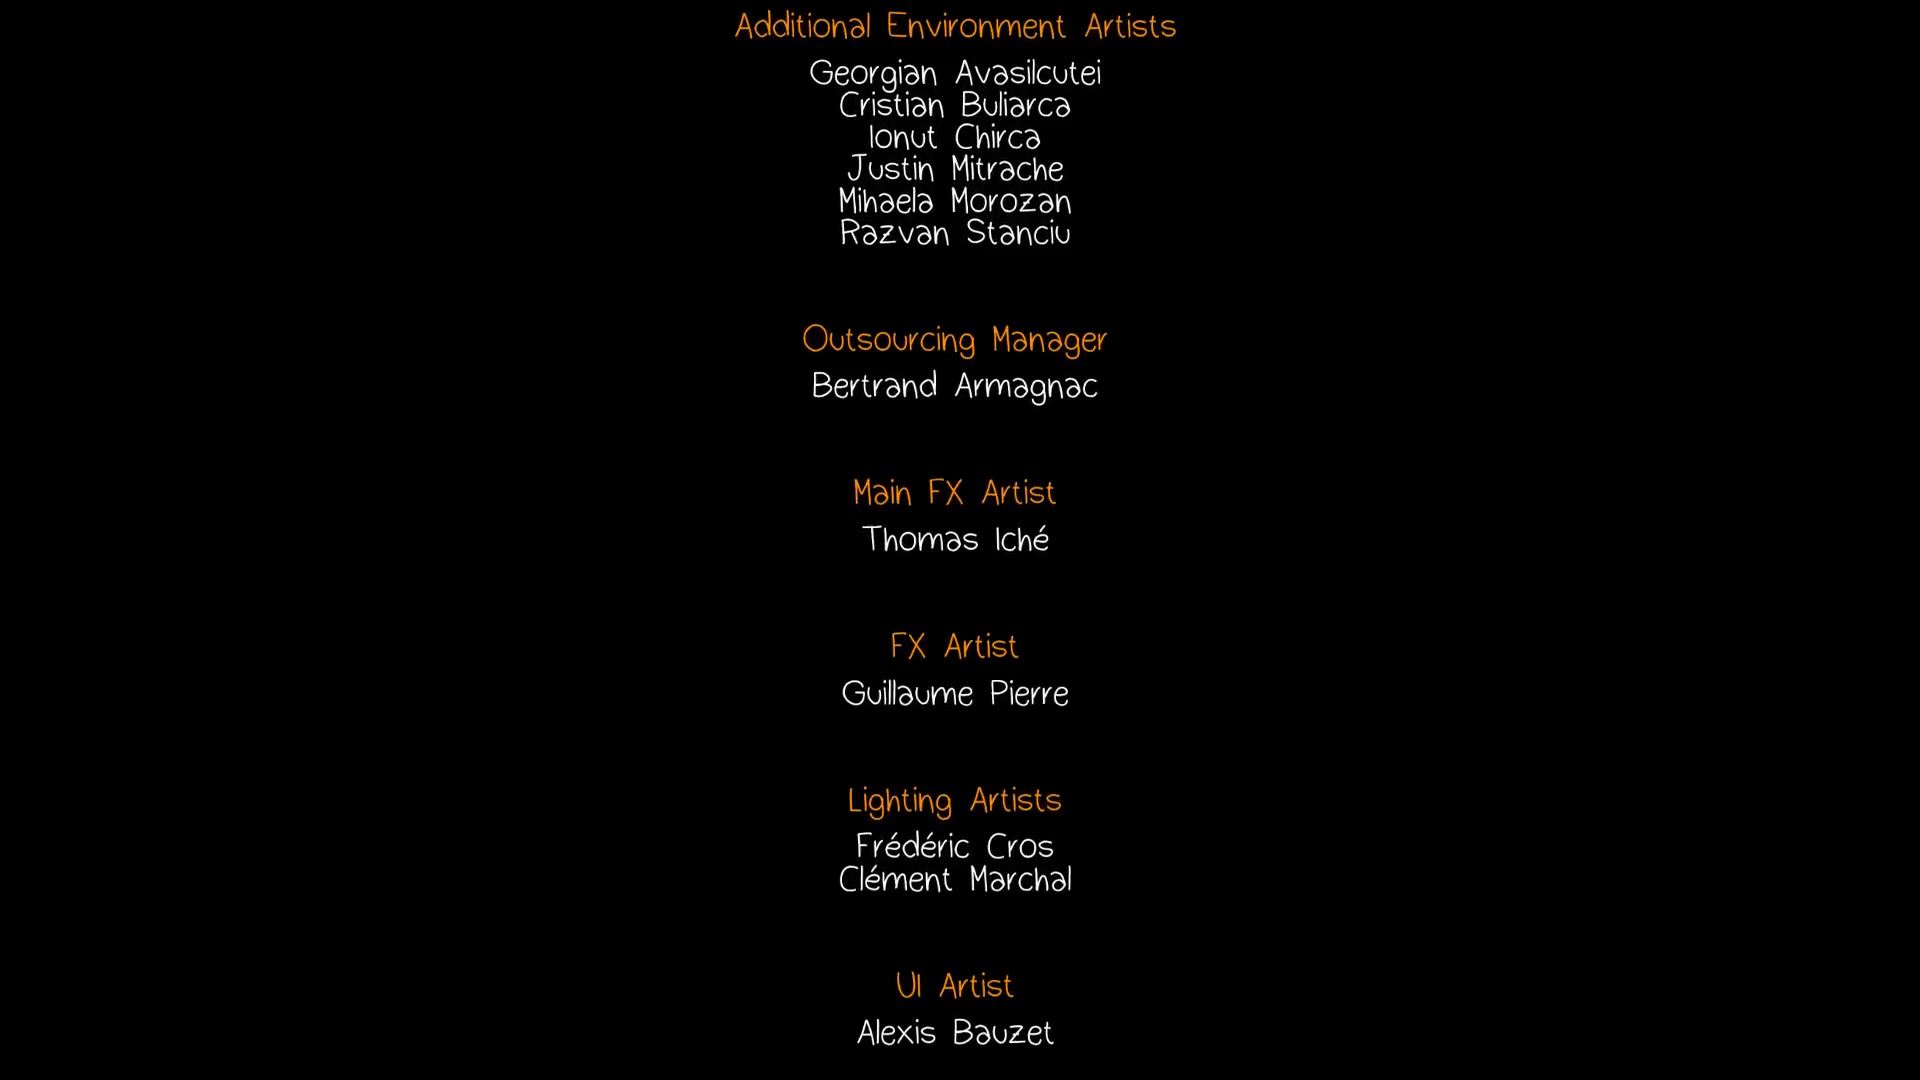 Additional Environment Artists
Georgian Avasilcutei
Cristian Buliarca
Ionut Chirca
Justin Mitrache
Mihaela Morozan
Razvan Stanciu
Outsourcing Manager
Bertrand Armagnac
Main FX Artist
Thomas Iché
FX Artist
Guillaume Pierre
Lighting Artists
Frédéric Cros
Clément Marchal
UI Artist
Alexis Bauzet